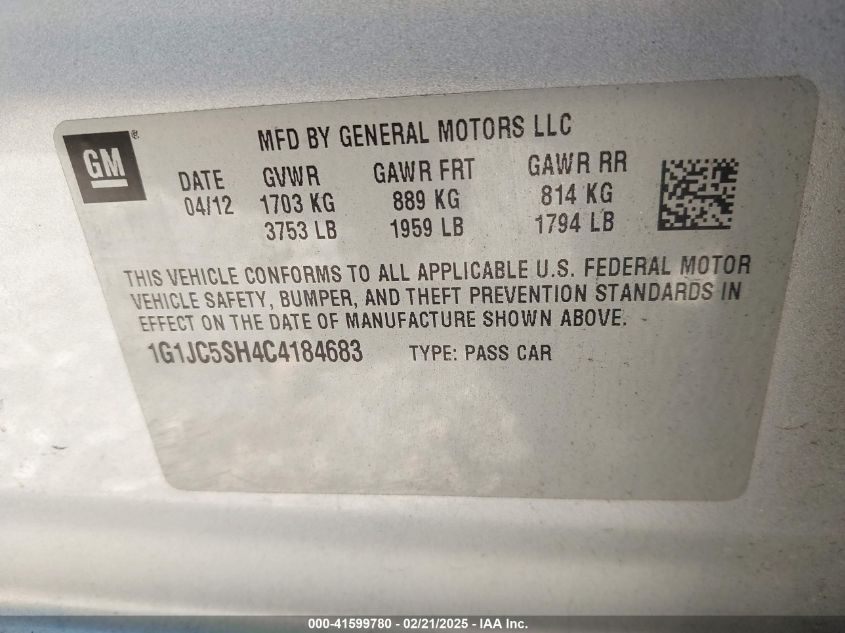 GM ®
MFD BY GENERAL MOTORS LLC
DATE GVWR GAWR FRT GAWR RR
04/12 1703 KG 889 KG 814 KG
3753 LB 1959 LB 1794 LB
THIS VEHICLE CONFORMS TO ALL APPLICABLE U.S. FEDERAL MOTOR
VEHICLE SAFETY, BUMPER, AND THEFT PREVENTION STANDARDS IN
EFFECT ON THE DATE OF MANUFACTURE SHOWN ABOVE.
1G1JC5SH4C4184683 TYPE: PASS CAR
000-41599780 - 02/21/2025 - IAA Inc.